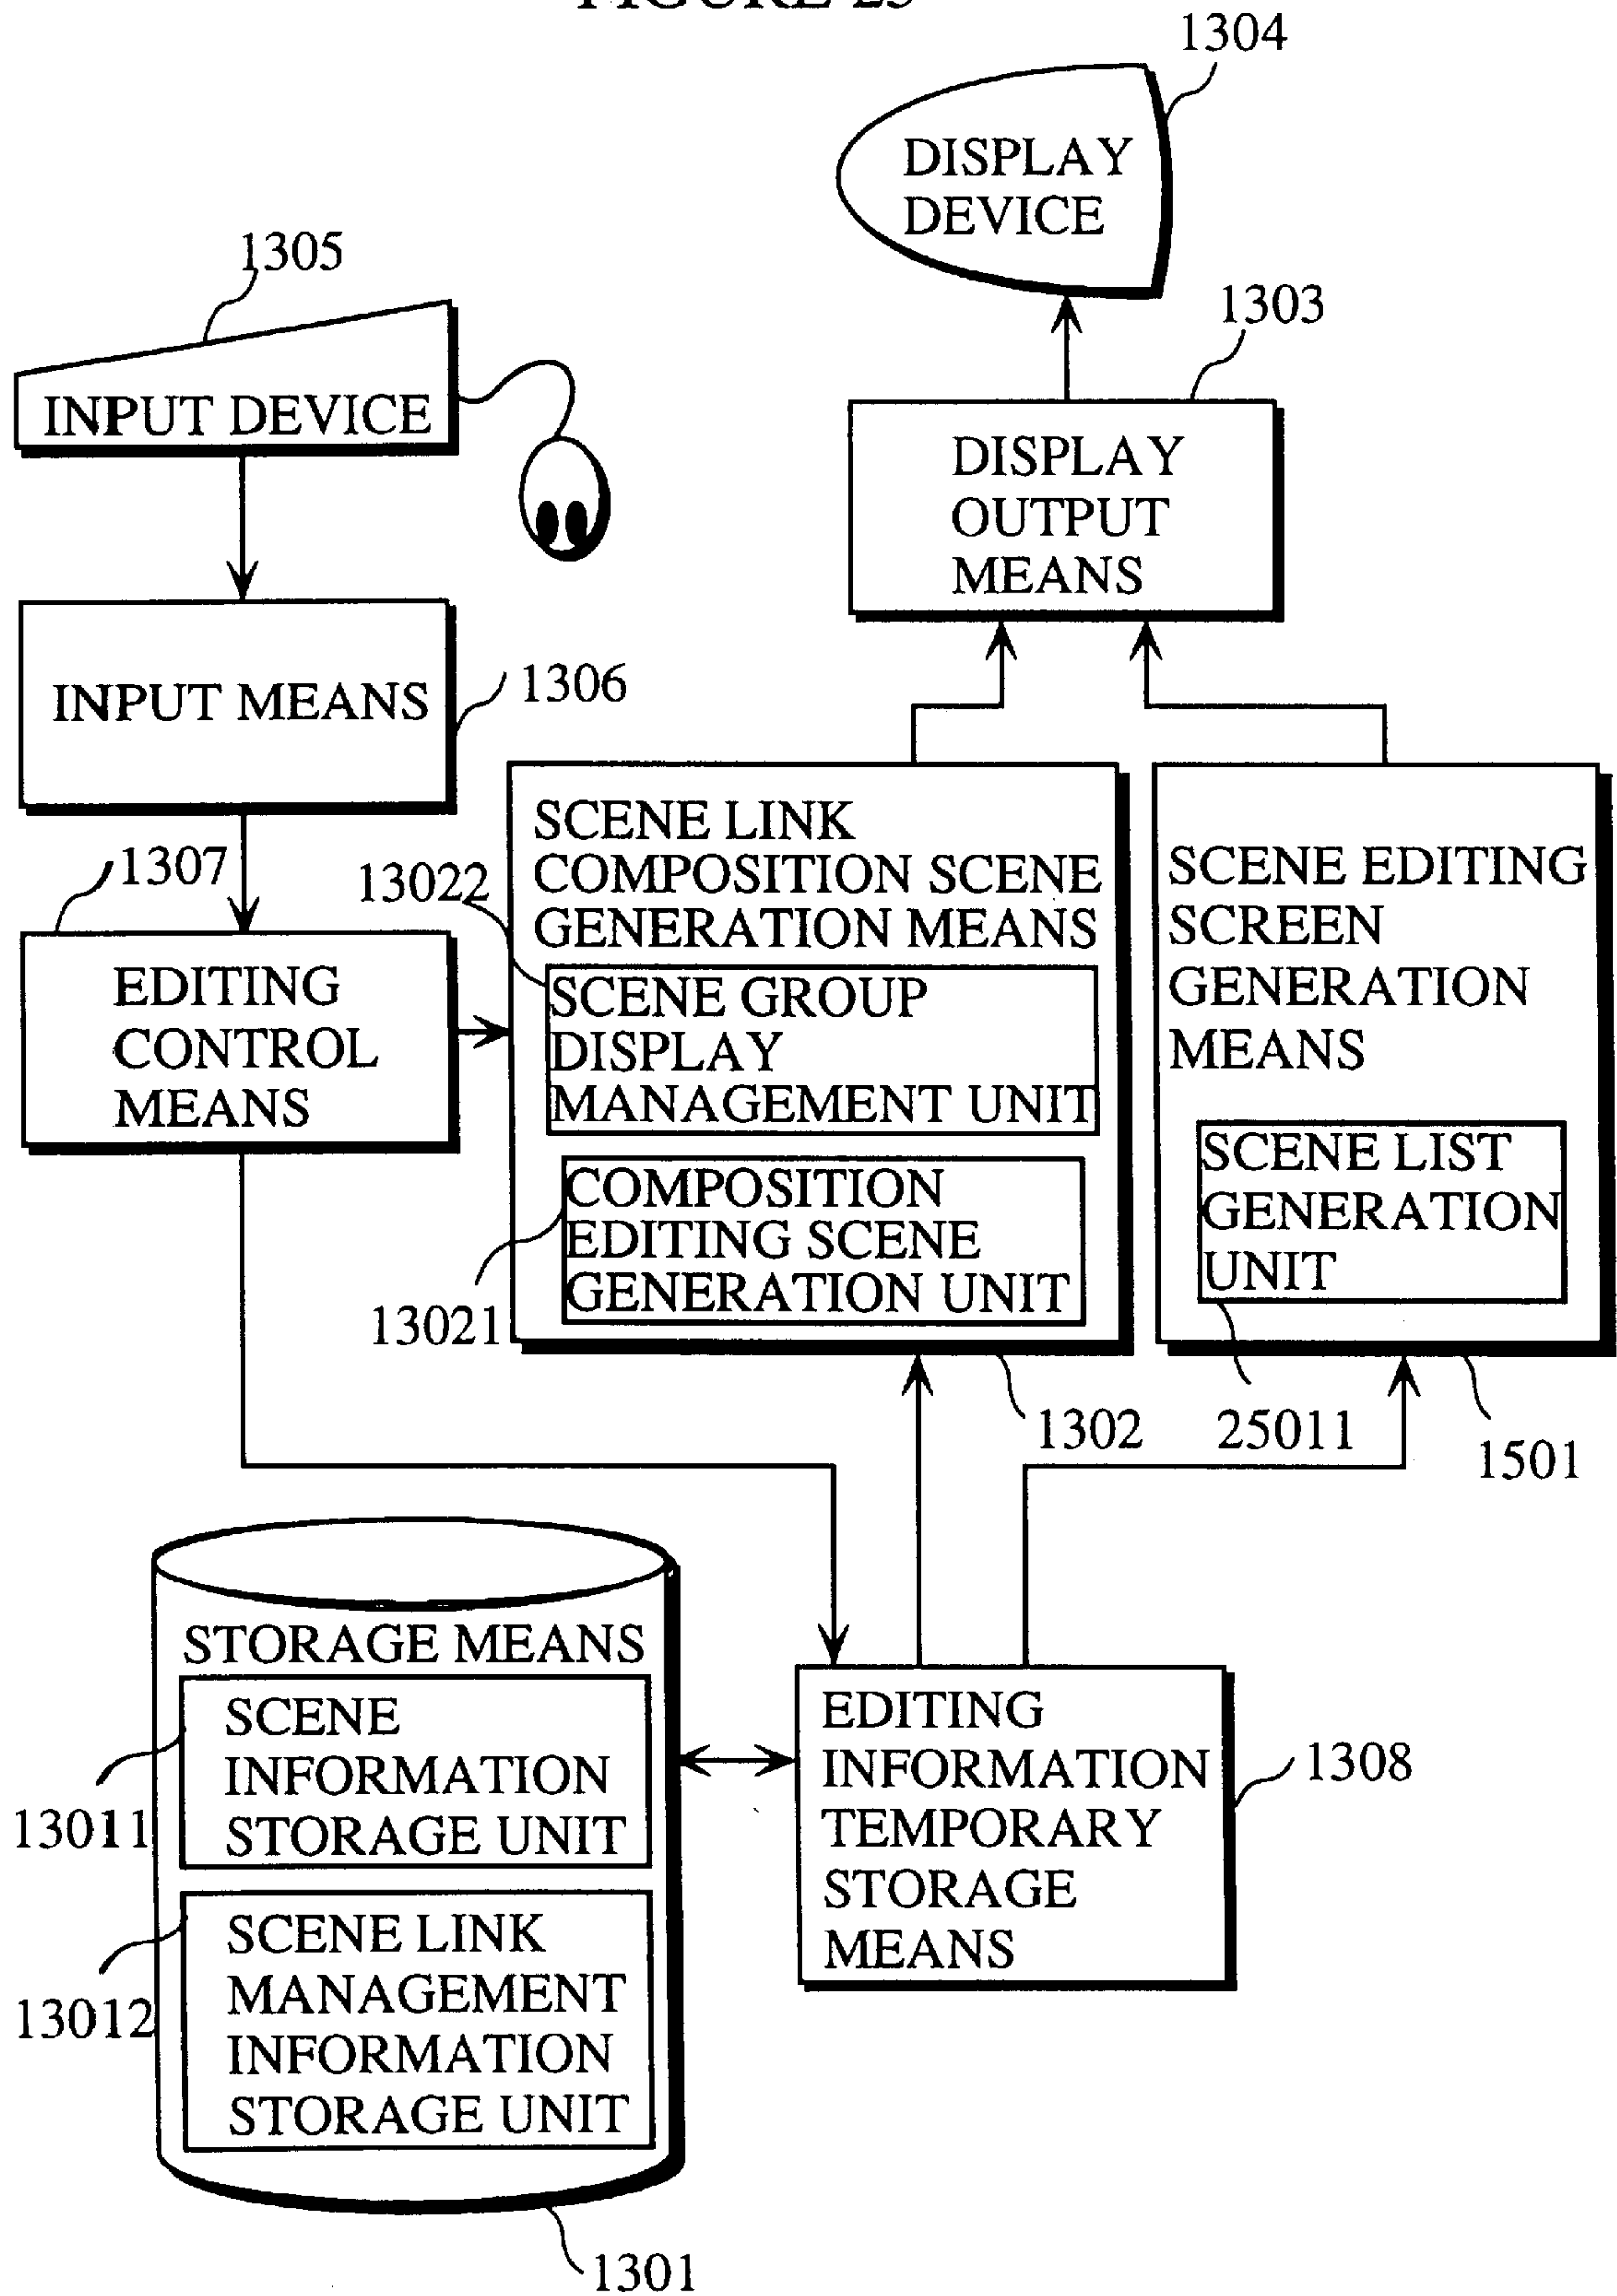 FIGURE 25
1304
DISPLAY
DEVICE
1305
1303
INPUT DEVICE
DISPLAY
OUTPUT
MEANS
INPUT MEANS
1306
1307
13022
SCENE LINK
COMPOSITION SCENE
GENERATION MEANS
SCENE EDITING
SCREEN
GENERATION
MEANS
EDITING
CONTROL
MEANS
SCENE GROUP
DISPLAY
MANAGEMENT UNIT
SCENE LIST
GENERATION
UNIT
COMPOSITION
EDITING SCENE
GENERATION UNIT
13021
1302
25011
1501
STORAGE MEANS
SCENE
INFORMATION
STORAGE UNIT
13011
EDITING
INFORMATION
TEMPORARY
STORAGE
MEANS
1308
SCENE LINK
MANAGEMENT
INFORMATION
STORAGE UNIT
13012
1301